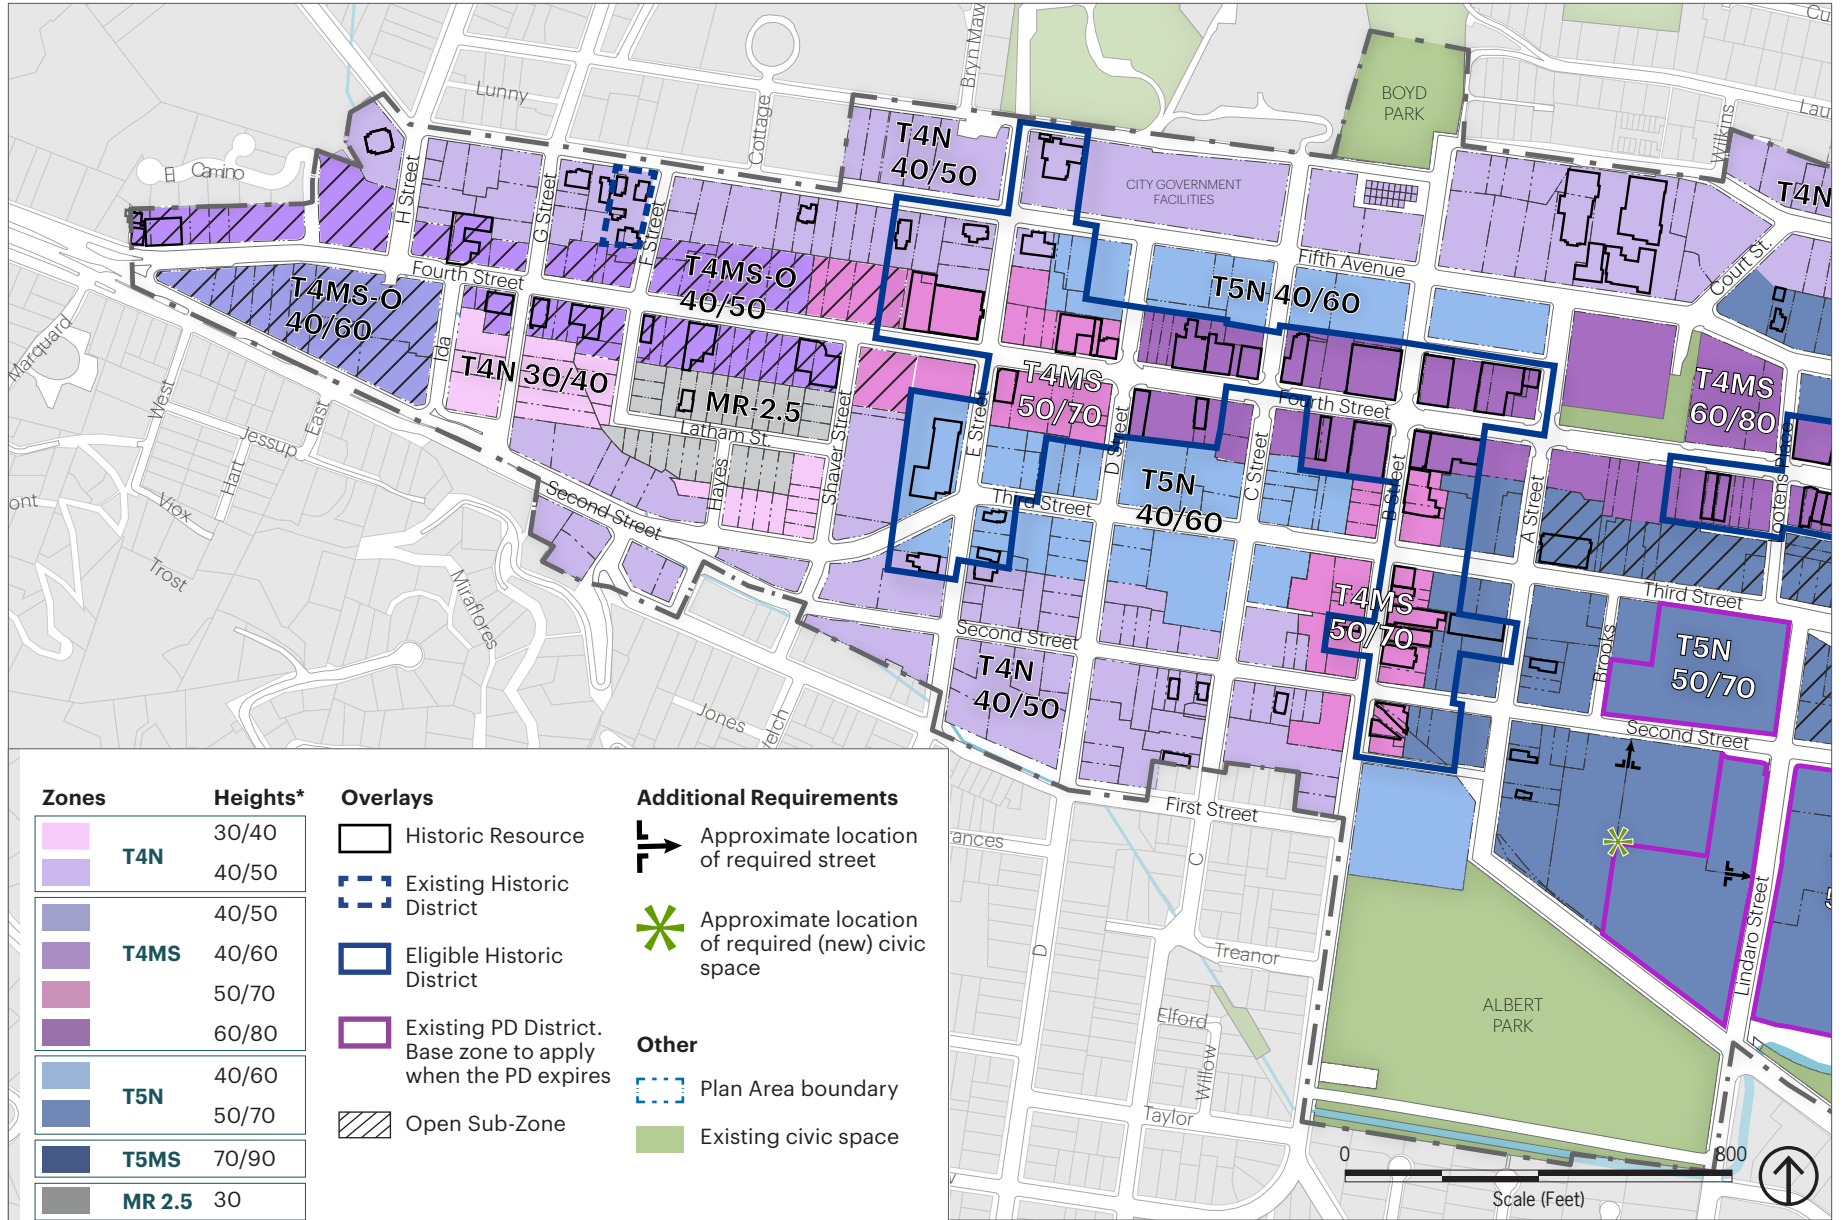 Lunny
Cottage
Bryn Maw
BOYD
PARK
Wilkins
Cu
Lau
El Camino
H Street
G Street
F Street
T4N
40/50
CITY GOVERNMENT
FACILITIES
T4N
Court St.
Fifth Avenue
Fourth Street
T4MS-O
40/60
T4MS-O
40/50
T5N 40/60
Marquard
Ida
T4N 30/40
MR-2.5
Latham St.
Shaver Street
E Street
T4MS
50/70
D Street
Fourth Street
C Street
T4MS
60/80
Cotens Place
West
East
Jessup
Hart
Hayes
Viox
ont
Trost
Second Street
Miraflores
Third Street
T5N
40/60
B Street
A Street
Third Street
Brooks
T5N
50/70
T4MS
50/70
Second Street
T4N
40/50
Second Street
Jones
elch
First Street
rances
C
D
Treanor
Elford
Willow
Taylor
Lindaro Street
ALBERT
PARK
Zones
Heights*
T4N
30/40
40/50
T4MS
40/50
40/60
50/70
60/80
T5N
40/60
50/70
T5MS
70/90
MR 2.5
30
Overlays
Historic Resource
Existing Historic
District
Eligible Historic
District
Existing PD District.
Base zone to apply
when the PD expires
Open Sub-Zone
Additional Requirements
Approximate location
of required street
Approximate location
of required (new) civic
space
Other
Plan Area boundary
Existing civic space
0
800
Scale (Feet)